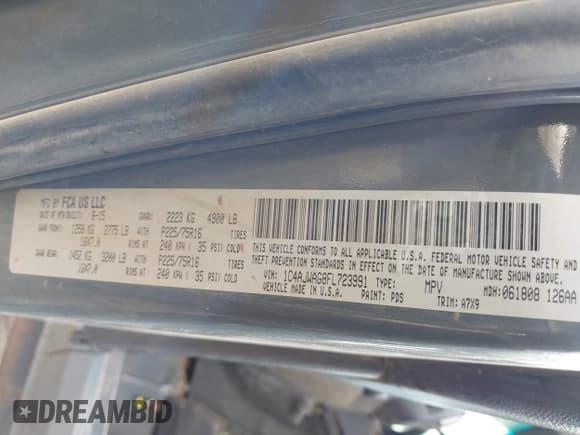 MFD BY FCA US LLC
DATE OF MFR 6-15 GVWR: 2223 KG 4900 LB
GAWR FRONT: 1259 KG 2775 LB WITH P225/75R16 TIRES
16X7.0 RIMS AT 240 KPA ( 35 PSI) COLD
GAWR REAR: 1452 KG 3200 LB WITH P225/75R16 TIRES
16X7.0 RIMS AT 240 KPA ( 35 PSI) COLD
THIS VEHICLE CONFORMS TO ALL APPLICABLE U.S.A. FEDERAL MOTOR VEHICLE SAFETY
AND THEFT PREVENTION STANDARDS IN EFFECT ON THE DATE OF MANUFACTURE SHOWN ABOVE.
VIN: 1C4AJWAG8FL723991 TYPE: MPV MDH: 061808 126AA
VEHICLE MADE IN U.S.A. PAINT: PDS TRIM: A7X9
DREAMBID